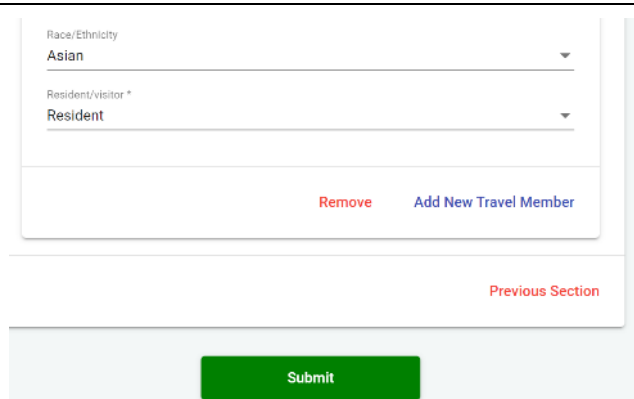 Race/Ethnicity
Asian
Resident/visitor *
Resident
Remove Add New Travel Member
Previous Section
Submit